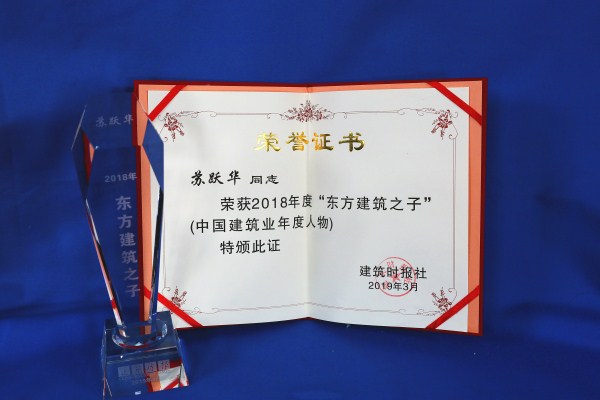 荣誉证书
苏跃华 同志
荣获2018年度“东方建筑之子”
(中国建筑业年度人物)
特颁此证
建筑时报社
2019年3月
苏跃华
2018年
东方建筑之子